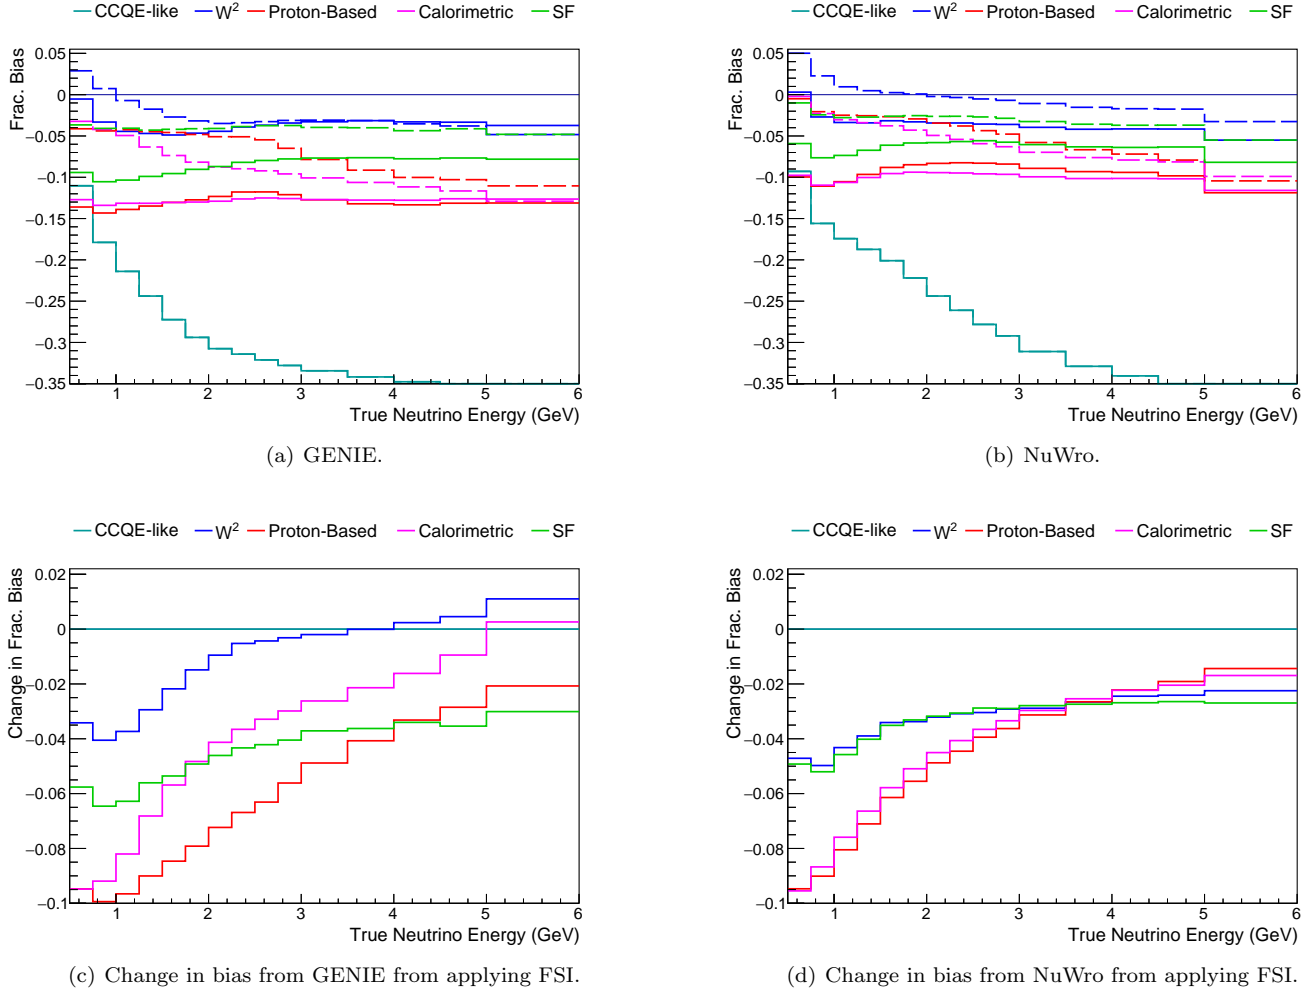 CCQE-like W² Proton-Based Calorimetric SF
Frac. Bias
0.05
0
−0.05
−0.1
−0.15
−0.2
−0.25
−0.3
−0.35
1 2 3 4 5 6
True Neutrino Energy (GeV)
(a) GENIE.
CCQE-like W² Proton-Based Calorimetric SF
Frac. Bias
0.05
0
−0.05
−0.1
−0.15
−0.2
−0.25
−0.3
−0.35
1 2 3 4 5 6
True Neutrino Energy (GeV)
(b) NuWro.
CCQE-like W² Proton-Based Calorimetric SF
Change in Frac. Bias
0.02
0
−0.02
−0.04
−0.06
−0.08
−0.1
1 2 3 4 5 6
True Neutrino Energy (GeV)
(c) Change in bias from GENIE from applying FSI.
CCQE-like W² Proton-Based Calorimetric SF
Change in Frac. Bias
0.02
0
−0.02
−0.04
−0.06
−0.08
−0.1
1 2 3 4 5 6
True Neutrino Energy (GeV)
(d) Change in bias from NuWro from applying FSI.